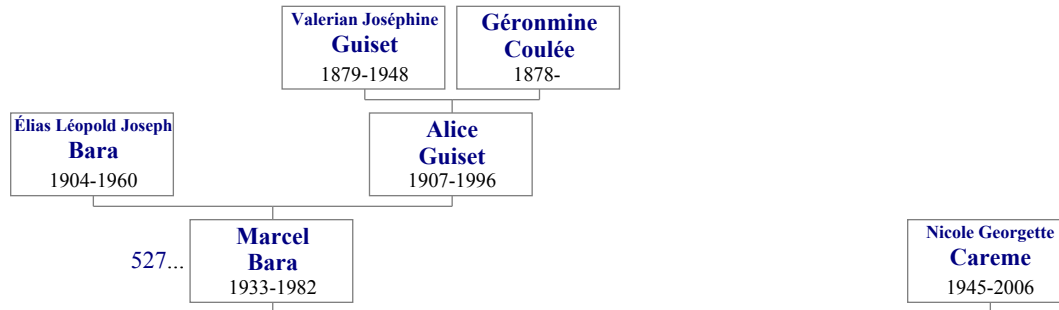 Valerian Joséphine
Guiset
1879-1948
Géronmine
Coulée
1878-
Élias Léopold Joseph
Bara
1904-1960
Alice
Guiset
1907-1996
527...
Marcel
Bara
1933-1982
Nicole Georgette
Careme
1945-2006